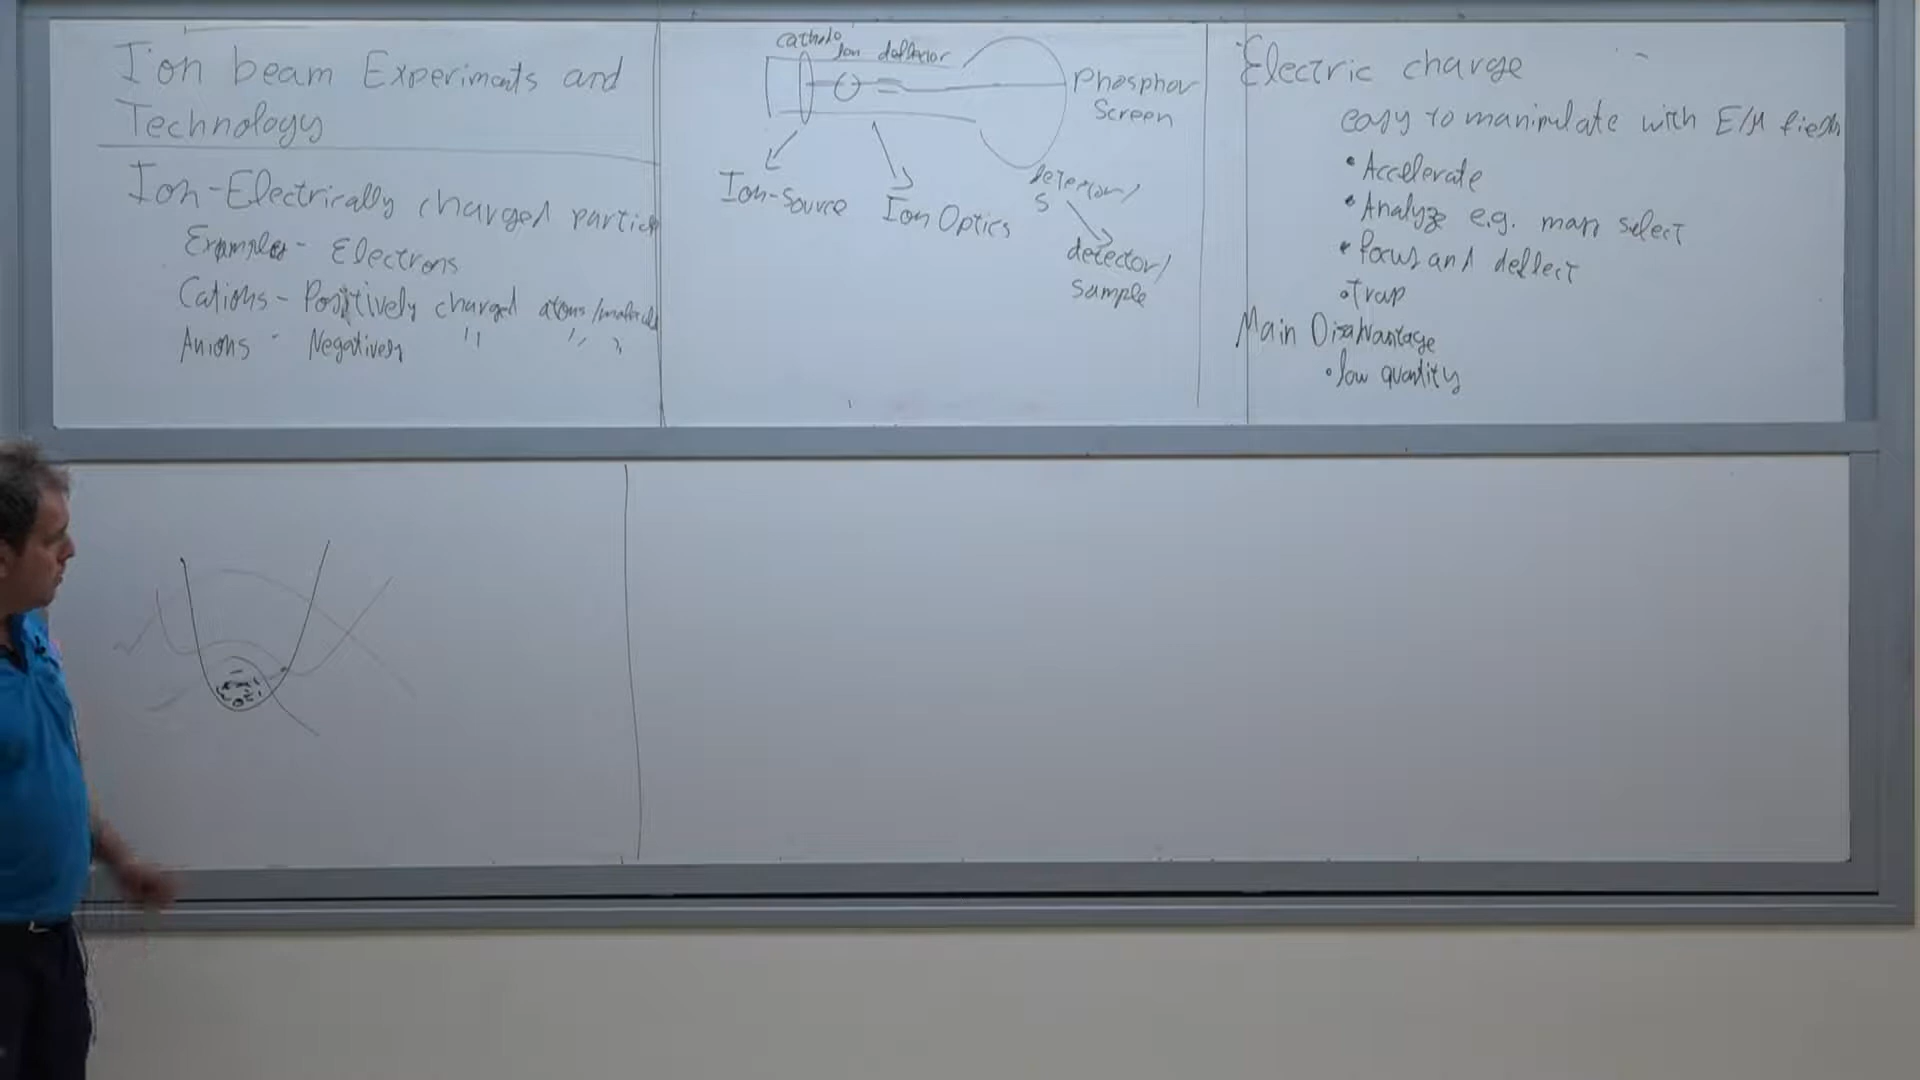 Ion beam Experiments and
Technology
Ion-Electrically charged partic
Examples - Electrons
Cations - Positively charged atoms/molecul
Anions - Negatively " " "
cathode Ion deflector
Phosphor
Screen
Ion-Source
Ion Optics
detector/
S
detector/
Sample
Electric charge
easy to manipulate with E/M fields
• Accelerate
• Analyze e.g. mass select
• focus and deflect
• Trap
Main Disadvantage
• low quantity